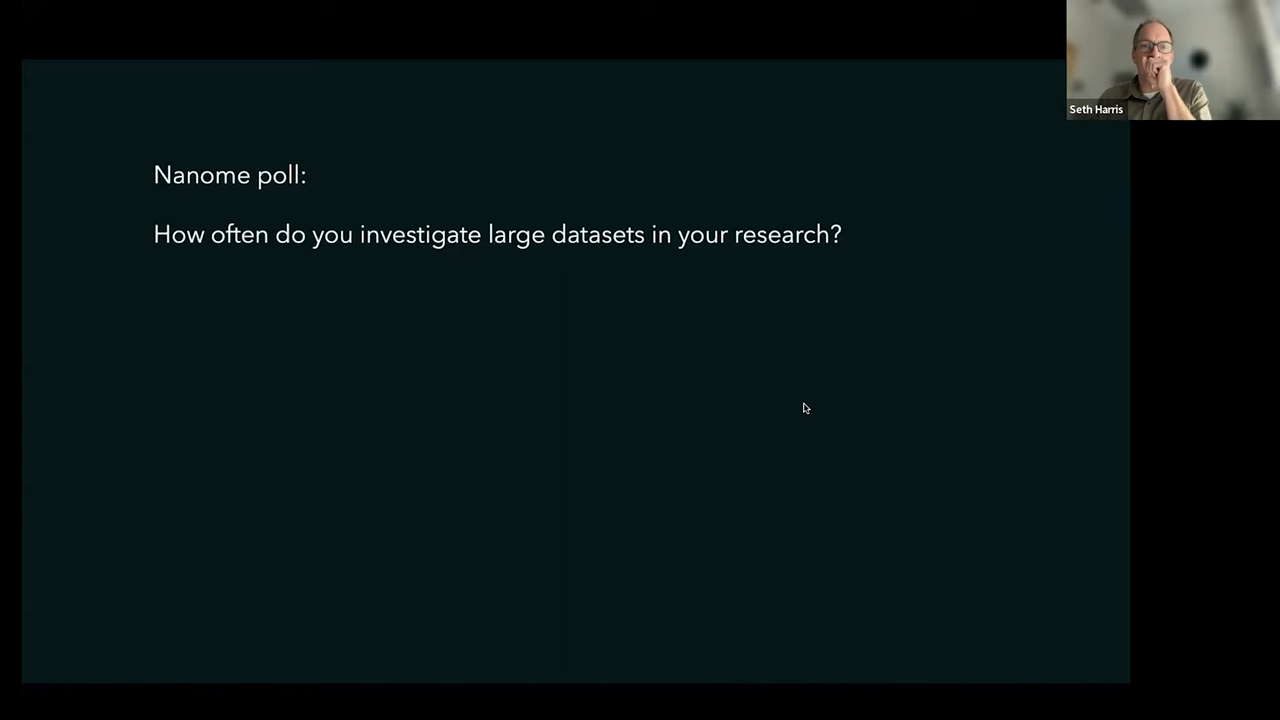 Seth Harris
Nanome poll:
How often do you investigate large datasets in your research?